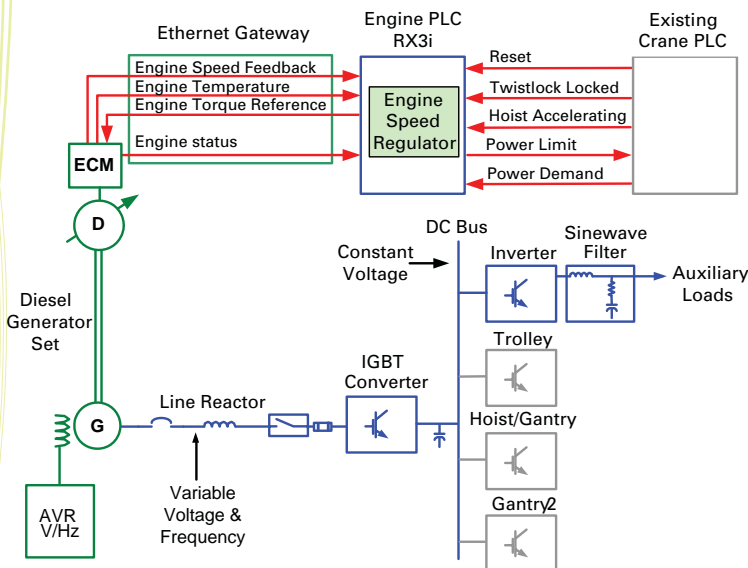 Ethernet Gateway
Engine PLC
RX3i
Existing
Crane PLC
Engine Speed Feedback
Engine Temperature
Engine Torque Reference
Engine status
ECM
Engine
Speed
Regulator
Reset
Twistlock Locked
Hoist Accelerating
Power Limit
Power Demand
D
Diesel
Generator
Set
DC Bus
Constant
Voltage
Inverter
Sinewave
Filter
Auxiliary
Loads
Trolley
IGBT
Converter
Line Reactor
Hoist/Gantry
G
Variable
Voltage &
Frequency
AVR
V/Hz
Gantry2